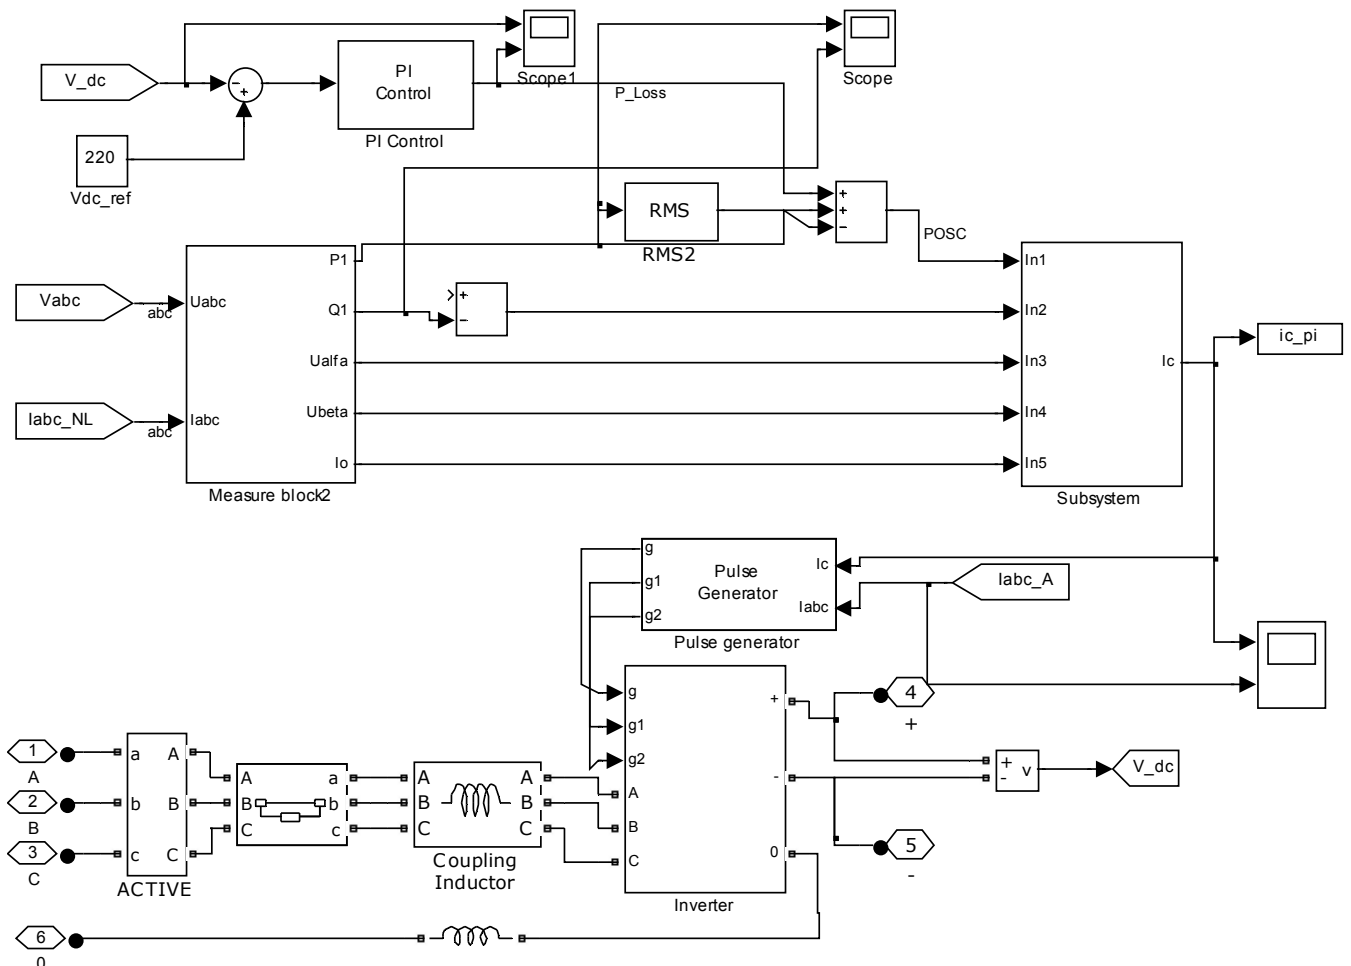 V_dc
-
+
220
Vdc_ref
PI
Control
PI Control
Scope1
P_Loss
Scope
RMS
RMS2
+
+
-
POSC
Vabc
abc
Iabc_NL
abc
Uabc
Iabc
P1
Q1
Ualfa
Ubeta
Io
Measure block2
+
-
In1
In2
In3
In4
In5
Ic
Subsystem
ic_pi
g
g1
g2
Pulse
Generator
Ic
Iabc
Pulse generator
Iabc_A
g
g1
g2
A
B
C
+
-
0
Inverter
4
+
5
-
+
-
v
V_dc
1
A
2
B
3
C
a
b
c
A
B
C
ACTIVE
A
B
C
a
b
c
A
B
C
A
B
C
Coupling
Inductor
6
0